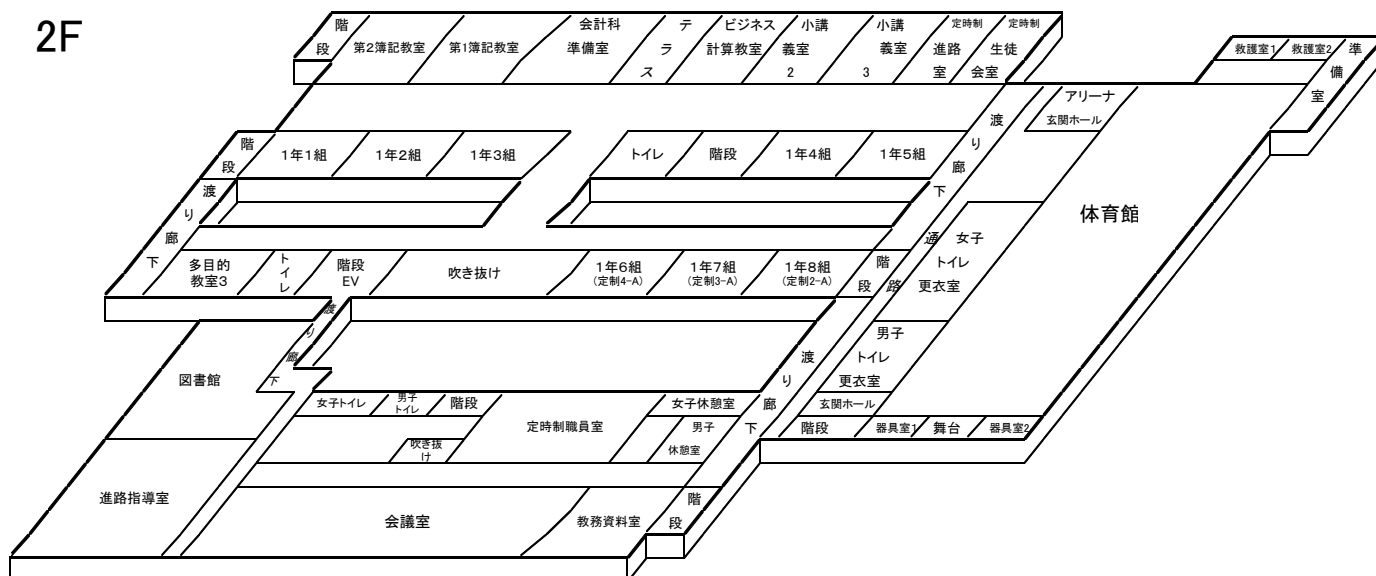 2F
階段
第2簿記教室
第1簿記教室
会計科
準備室
テラス
ビジネス
計算教室
小講
義室
2
小講
義室
3
定時制
進路
室
定時制
生徒
会室
救護室1
救護室2
準備室
アリーナ
玄関ホール
渡り廊下
階段
1年1組
1年2組
1年3組
トイレ
階段
1年4組
1年5組
体育館
渡り廊下
通路
女子
トイレ
更衣室
多目的
教室3
トイレ
階段
EV
吹き抜け
1年6組
(定制4-A)
1年7組
(定制3-A)
1年8組
(定制2-A)
階段
渡り廊下
男子
トイレ
更衣室
渡り廊下
図書館
玄関ホール
女子トイレ
男子
トイレ
階段
定時制職員室
女子休憩室
男子
休憩室
階段
器具室1
舞台
器具室2
吹き抜
け
進路指導室
会議室
教務資料室
階段